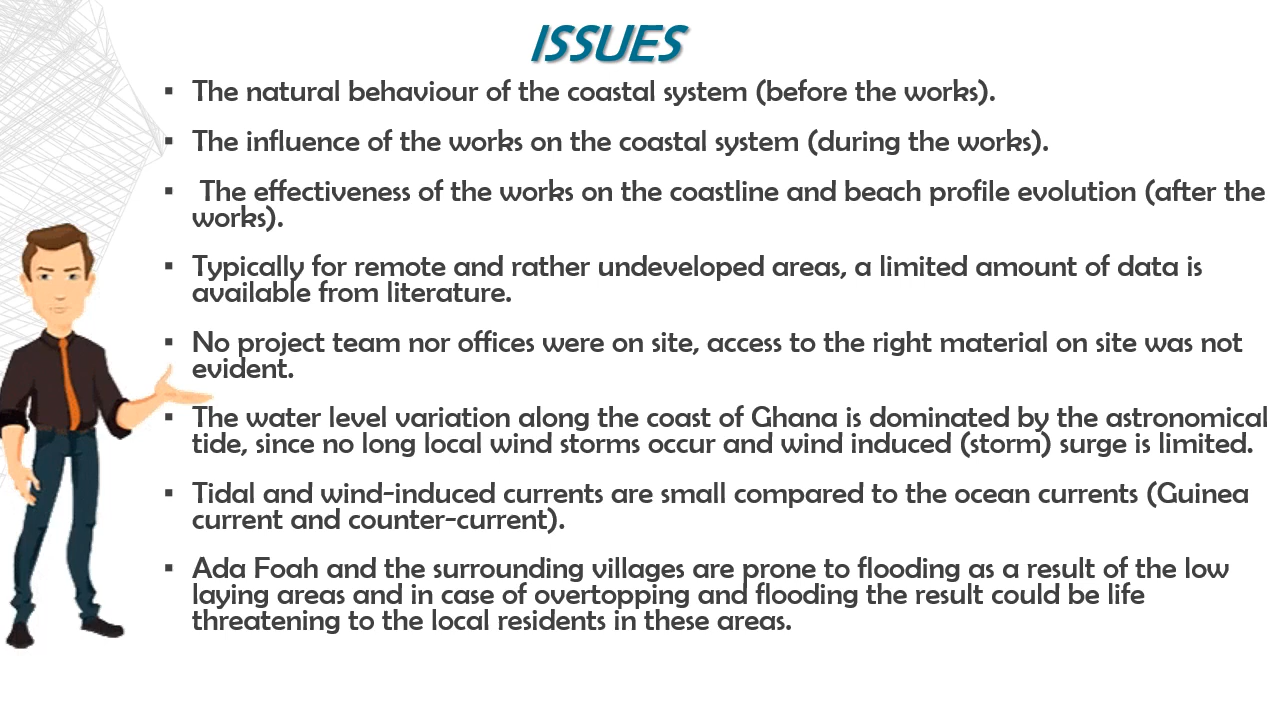 ISSUES
▪ The natural behaviour of the coastal system (before the works).
▪ The influence of the works on the coastal system (during the works).
▪ The effectiveness of the works on the coastline and beach profile evolution (after the
works).
▪ Typically for remote and rather undeveloped areas, a limited amount of data is
available from literature.
▪ No project team nor offices were on site, access to the right material on site was not
evident.
▪ The water level variation along the coast of Ghana is dominated by the astronomical
tide, since no long local wind storms occur and wind induced (storm) surge is limited.
▪ Tidal and wind-induced currents are small compared to the ocean currents (Guinea
current and counter-current).
▪ Ada Foah and the surrounding villages are prone to flooding as a result of the low
laying areas and in case of overtopping and flooding the result could be life
threatening to the local residents in these areas.